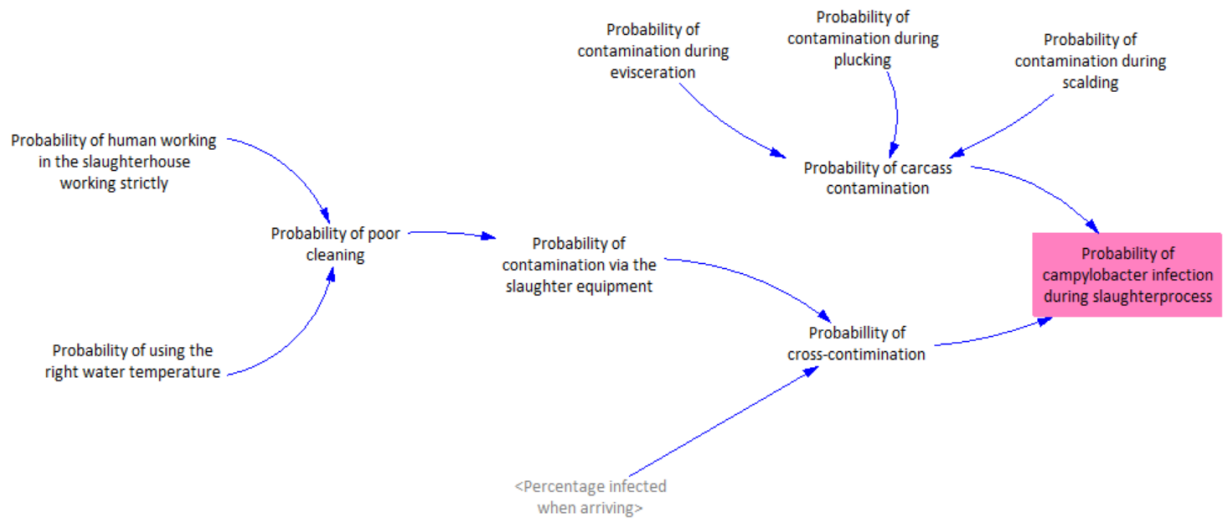 Probability of
contamination during
evisceration
Probability of
contamination during
plucking
Probability of
contamination during
scalding
Probability of human working
in the slaughterhouse
working strictly
Probability of carcass
contamination
Probability of poor
cleaning
Probability of
contamination via the
slaughter equipment
Probability of
campylobacter infection
during slaughterprocess
Probability of using the
right water temperature
Probabillity of
cross-contimination
<Percentage infected
when arriving>